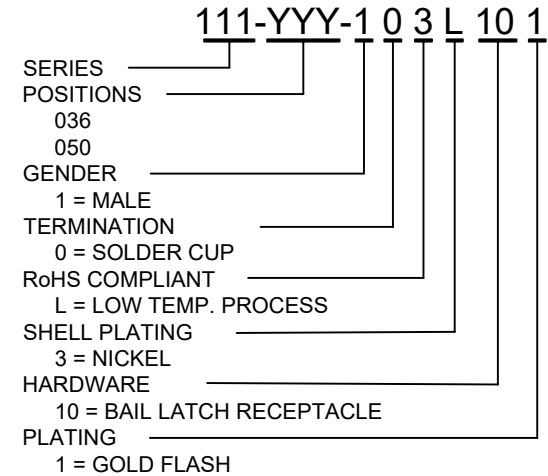 111-YYY-1 0 3 L 10 1
SERIES
POSITIONS
036
050
GENDER
1 = MALE
TERMINATION
0 = SOLDER CUP
RoHS COMPLIANT
L = LOW TEMP. PROCESS
SHELL PLATING
3 = NICKEL
HARDWARE
10 = BAIL LATCH RECEPTACLE
PLATING
1 = GOLD FLASH